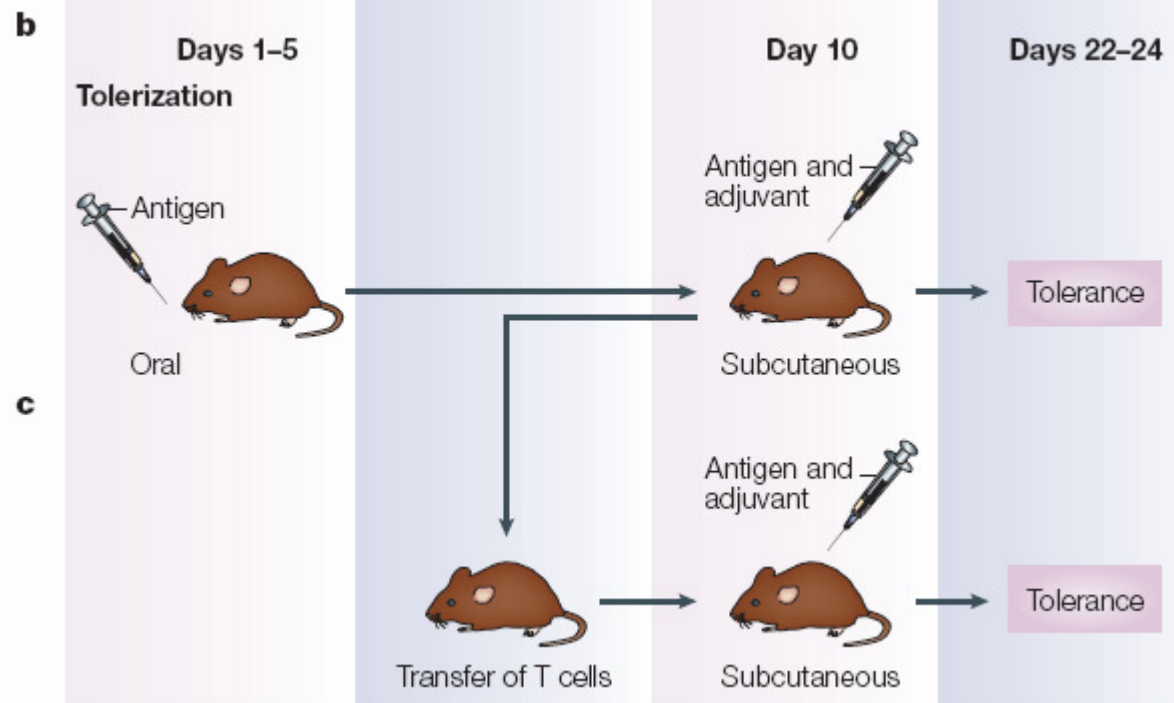 b
Days 1–5
Day 10
Days 22–24
Tolerization
Antigen
Antigen and
adjuvant
Tolerance
Oral
Subcutaneous
c
Antigen and
adjuvant
Tolerance
Transfer of T cells
Subcutaneous